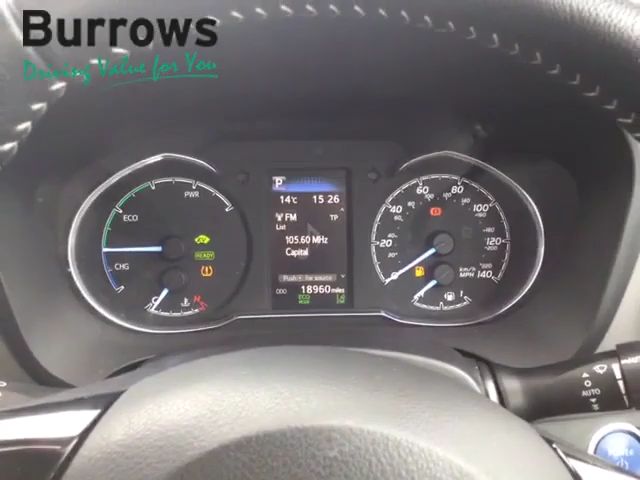 Burrows
Driving Value for You
PWR
ECO
CHG
READY
C
H
P
14°C 15 26
FM TP
List
105.60 MHz
Capital
Push For source
ODO 18960 miles
ECO
MODE
20
40
60
80
100
120
140
km/h
MPH
AUTO